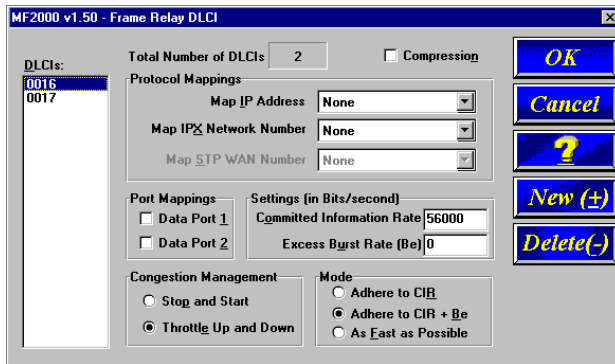 MF2000 v1.50 - Frame Relay DLCI
DLCIs:
0016
0017
Total Number of DLCIs 2
Compression
Protocol Mappings
Map IP Address None
Map IPX Network Number None
Map STP WAN Number None
Port Mappings
Data Port 1
Data Port 2
Settings (in Bits/second)
Committed Information Rate 56000
Excess Burst Rate (Be) 0
Congestion Management
Stop and Start
Throttle Up and Down
Mode
Adhere to CIR
Adhere to CIR + Be
As Fast as Possible
OK
Cancel
?
New (+)
Delete(-)